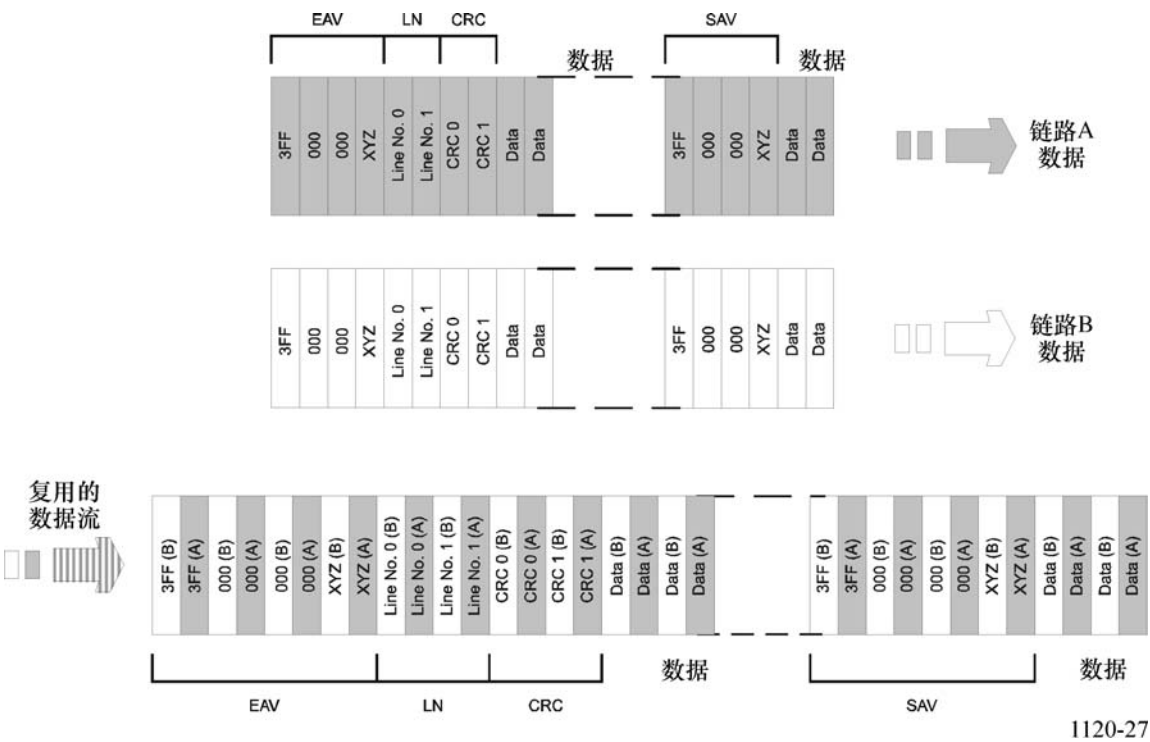 EAV LN CRC SAV
数据 数据
3FF 000 000 XYZ Line No. 0 Line No. 1 CRC 0 CRC 1 Data Data 3FF 000 000 XYZ Data Data
链路A
数据
3FF 000 000 XYZ Line No. 0 Line No. 1 CRC 0 CRC 1 Data Data 3FF 000 000 XYZ Data Data
链路B
数据
复用的
数据流
3FF (B) 3FF (A) 000 (B) 000 (A) 000 (B) 000 (A) XYZ (B) XYZ (A) Line No. 0 (B) Line No. 0 (A) Line No. 1 (B) Line No. 1 (A) CRC 0 (B) CRC 0 (A) CRC 1 (B) CRC 1 (A) Data (B) Data (A) Data (B) Data (A) 3FF (B) 3FF (A) 000 (B) 000 (A) 000 (B) 000 (A) XYZ (B) XYZ (A) Data (B) Data (A) Data (B) Data (A)
数据 数据
EAV LN CRC SAV
1120-27